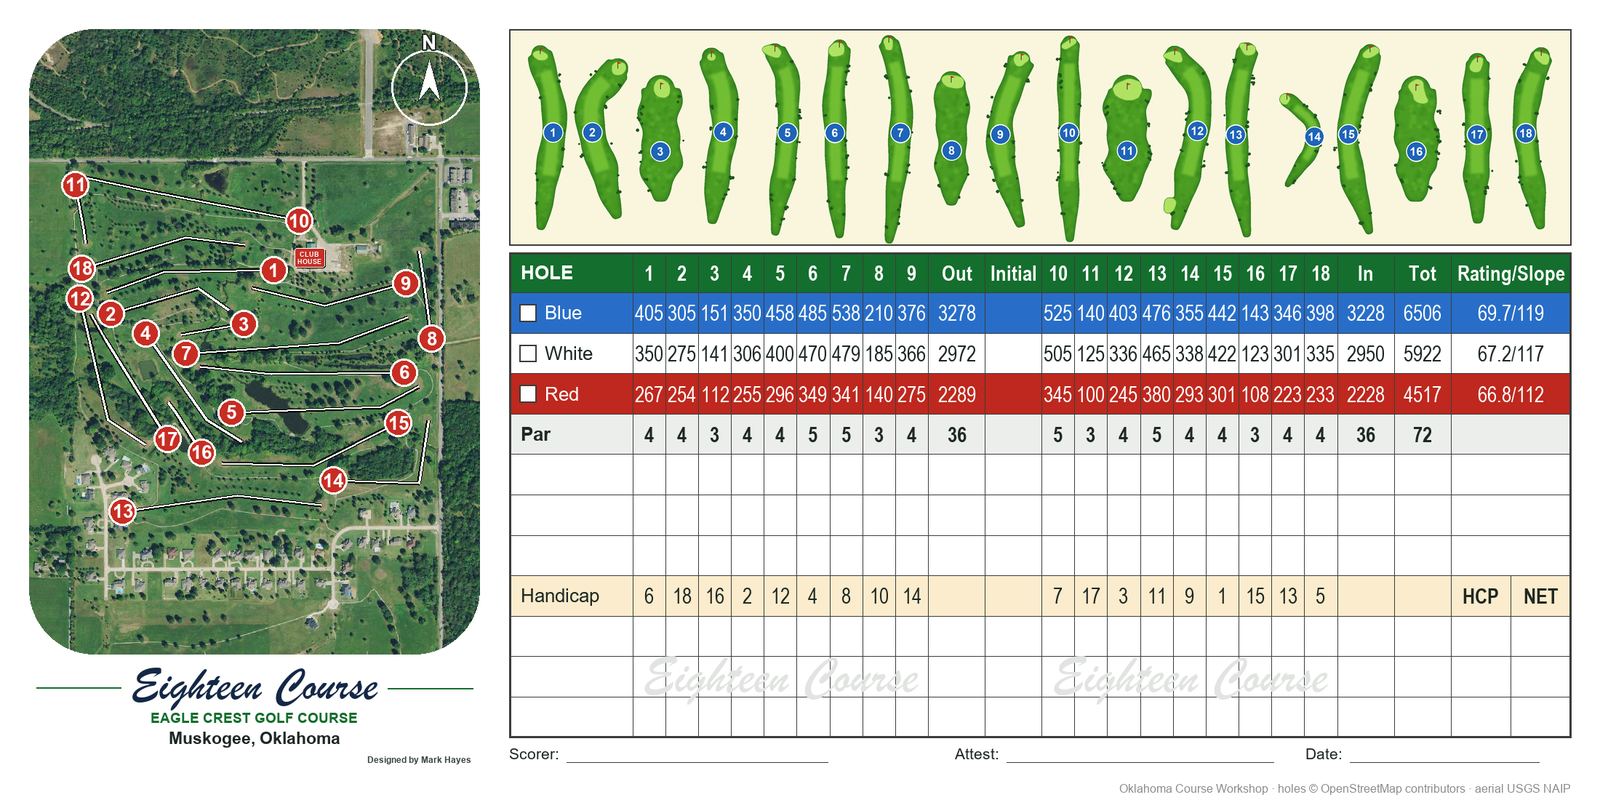 N
11
10
CLUB
HOUSE
18
1
12
9
2
3
4
8
7
6
5
15
17
16
14
13
Eighteen Course
EAGLE CREST GOLF COURSE
Muskogee, Oklahoma
Designed by Mark Hayes
1 2 3 4 5 6 7 8 9 10 11 12 13 14 15 16 17 18
HOLE 1 2 3 4 5 6 7 8 9 Out Initial 10 11 12 13 14 15 16 17 18 In Tot Rating/Slope
Blue 405 305 151 350 458 485 538 210 376 3278 525 140 403 476 355 442 143 346 398 3228 6506 69.7/119
White 350 275 141 306 400 470 479 185 366 2972 505 125 336 465 338 422 123 301 335 2950 5922 67.2/117
Red 267 254 112 255 296 349 341 140 275 2289 345 100 245 380 293 301 108 223 233 2228 4517 66.8/112
Par 4 4 3 4 4 5 5 3 4 36 5 3 4 5 4 4 3 4 4 36 72
Handicap 6 18 16 2 12 4 8 10 14 7 17 3 11 9 1 15 13 5 HCP NET
Eighteen Course Eighteen Course
Scorer: Attest: Date:
Oklahoma Course Workshop · holes © OpenStreetMap contributors · aerial USGS NAIP